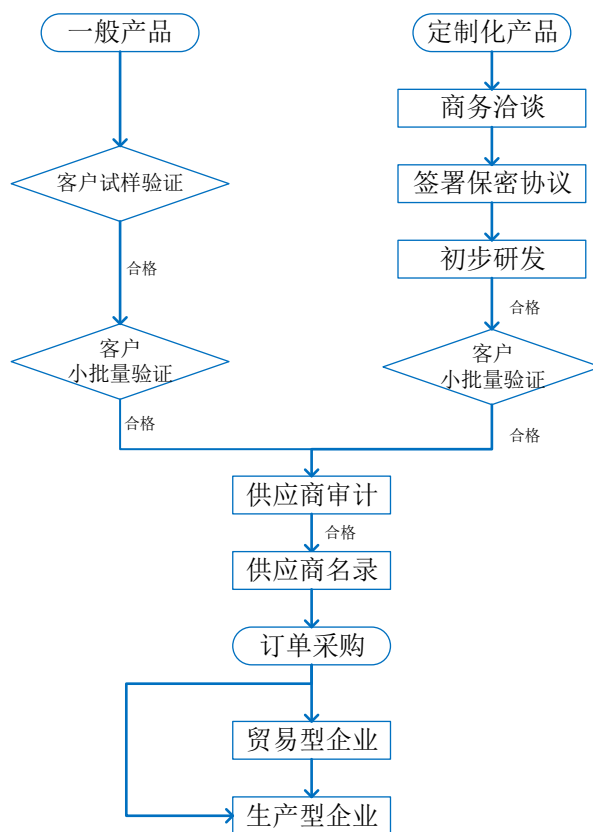 一般产品
定制化产品
商务洽谈
客户试样验证
签署保密协议
初步研发
合格
合格
客户
小批量验证
客户
小批量验证
合格
合格
供应商审计
合格
供应商名录
订单采购
贸易型企业
生产型企业